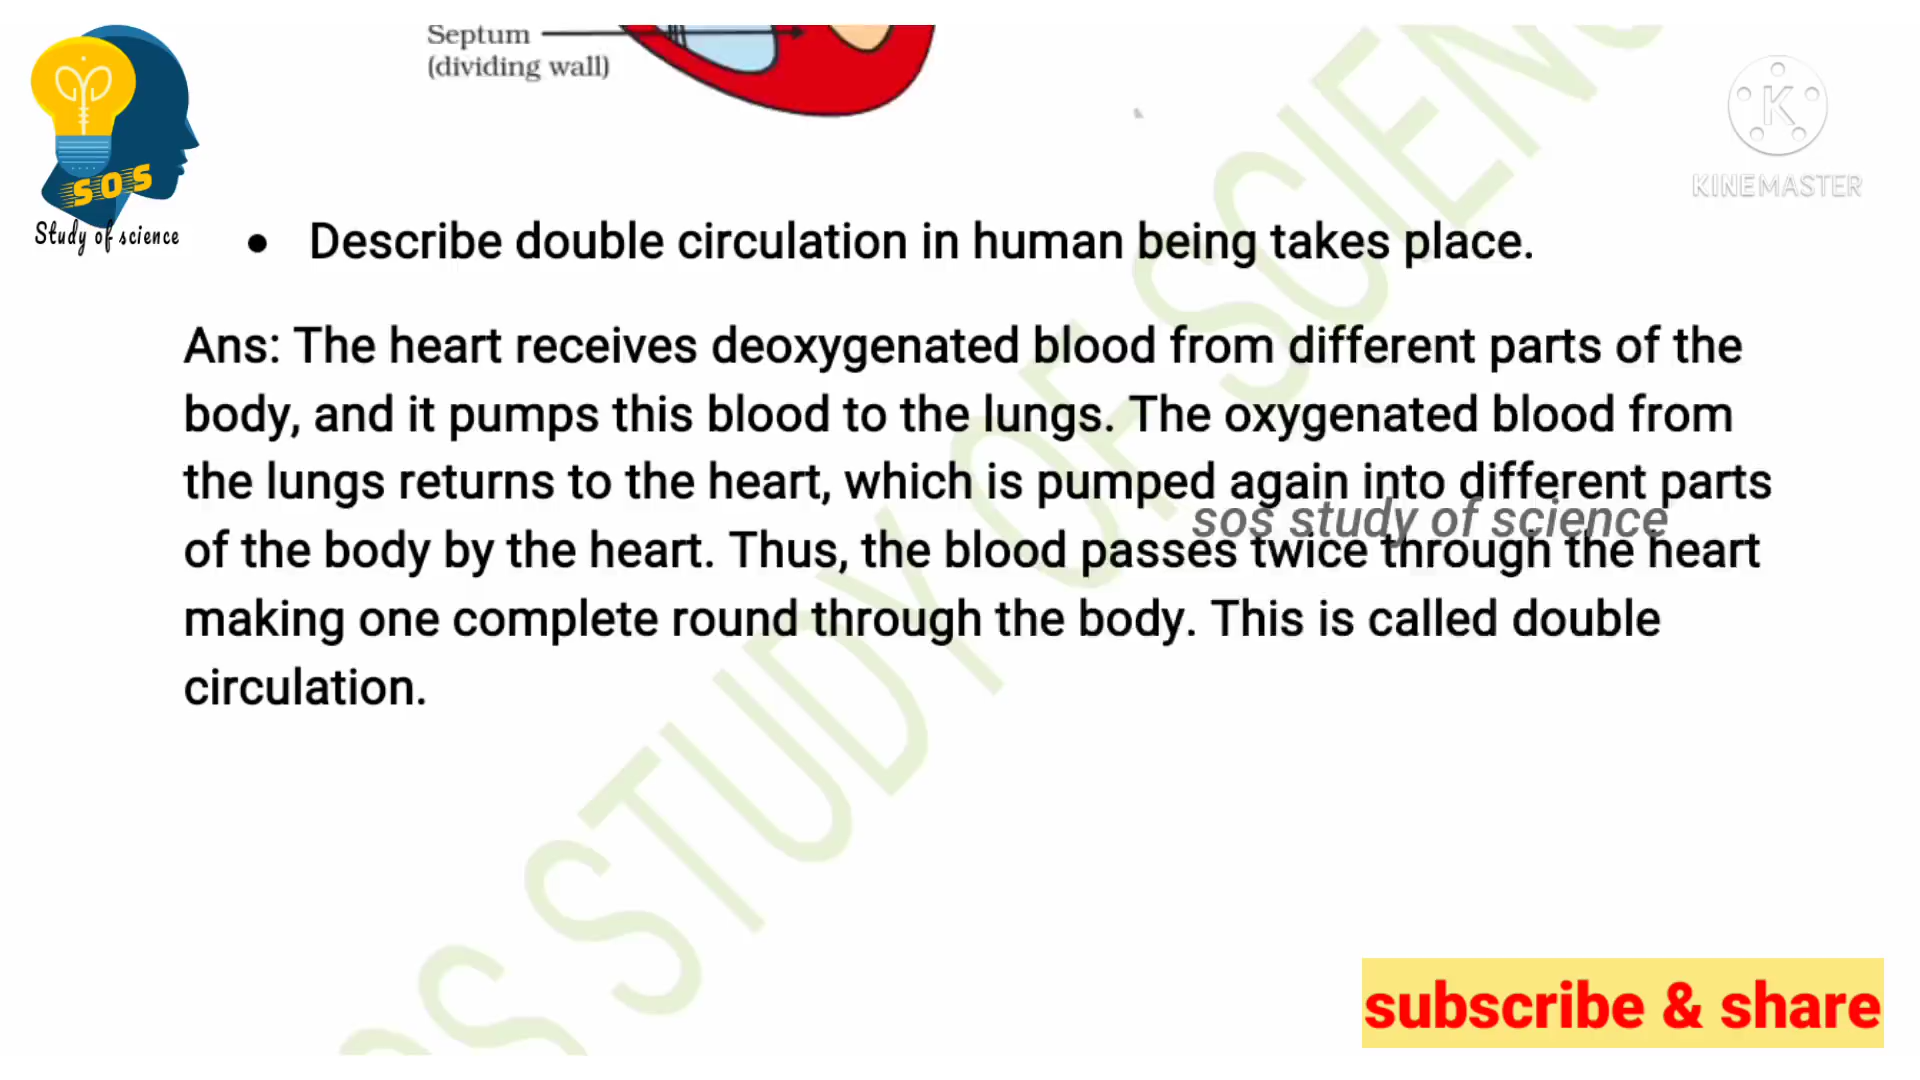 Septum
(dividing wall)
SOS
Study of science
K
KINEMASTER
• Describe double circulation in human being takes place.
Ans: The heart receives deoxygenated blood from different parts of the
body, and it pumps this blood to the lungs. The oxygenated blood from
the lungs returns to the heart, which is pumped again into different parts
sos study of science
of the body by the heart. Thus, the blood passes twice through the heart
making one complete round through the body. This is called double
circulation.
OS STUDY OF SCIENC
subscribe & share